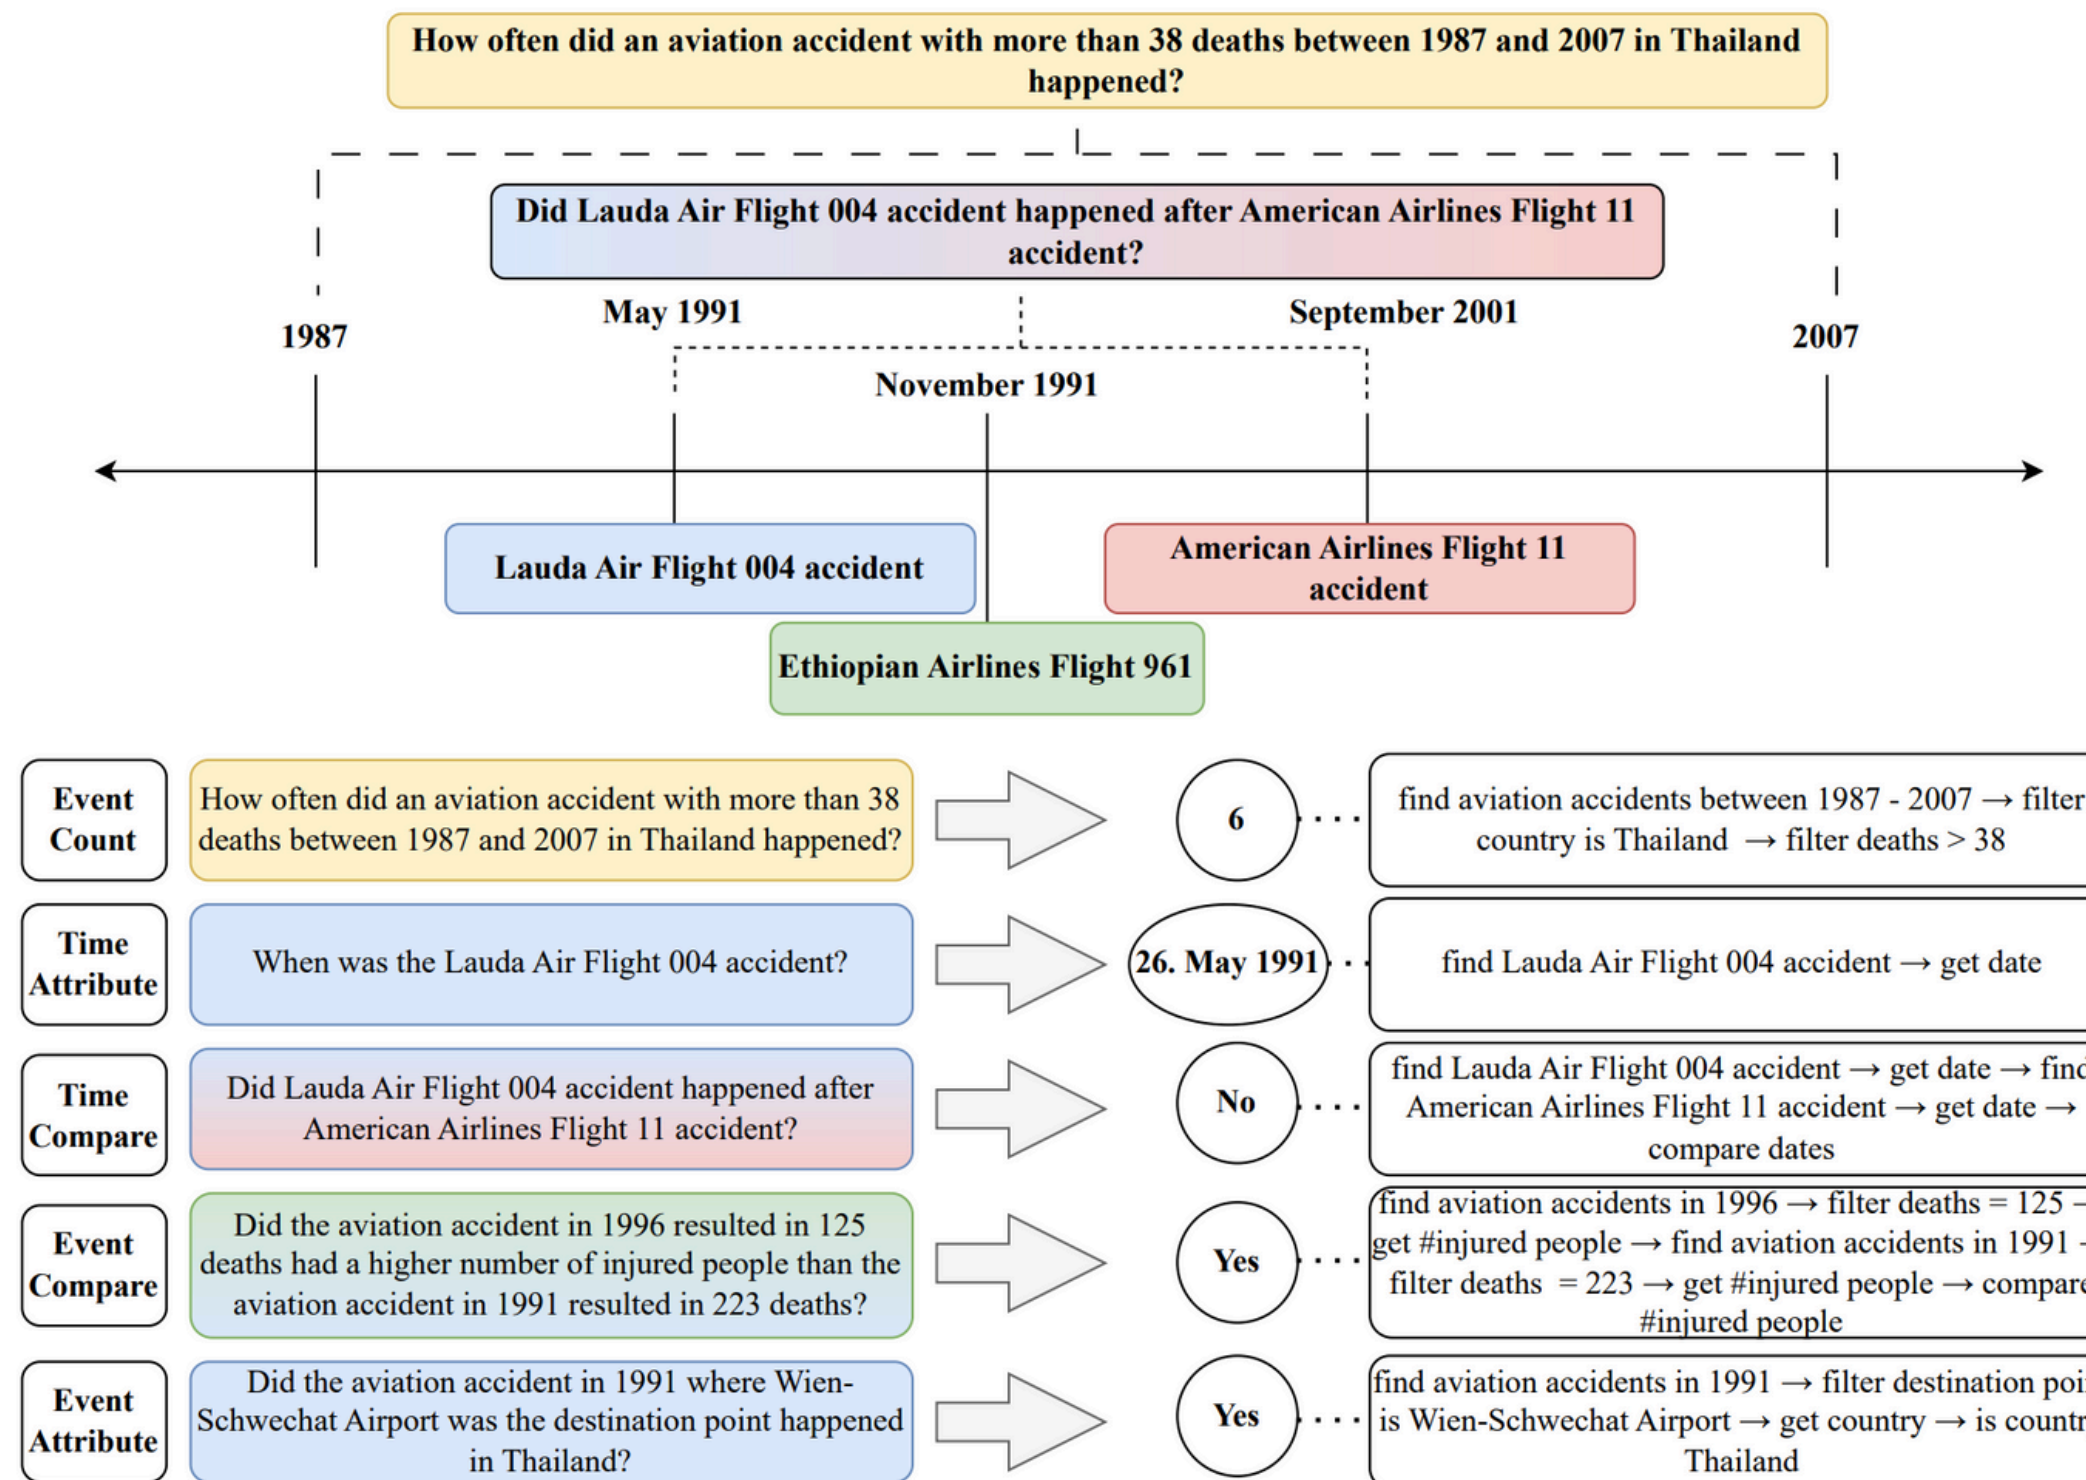 How often did an aviation accident with more than 38 deaths between 1987 and 2007 in Thailand
happened?
Did Lauda Air Flight 004 accident happened after American Airlines Flight 11
accident?
May 1991
September 2001
1987
2007
November 1991
Lauda Air Flight 004 accident
American Airlines Flight 11
accident
Ethiopian Airlines Flight 961
Event
Count
How often did an aviation accident with more than 38
deaths between 1987 and 2007 in Thailand happened?
6
find aviation accidents between 1987 - 2007 → filter
country is Thailand → filter deaths > 38
Time
Attribute
When was the Lauda Air Flight 004 accident?
26. May 1991
find Lauda Air Flight 004 accident → get date
Time
Compare
Did Lauda Air Flight 004 accident happened after
American Airlines Flight 11 accident?
No
find Lauda Air Flight 004 accident → get date → find
American Airlines Flight 11 accident → get date →
compare dates
Event
Compare
Did the aviation accident in 1996 resulted in 125
deaths had a higher number of injured people than the
aviation accident in 1991 resulted in 223 deaths?
Yes
find aviation accidents in 1996 → filter deaths = 125
get #injured people → find aviation accidents in 1991
filter deaths = 223 → get #injured people → compare
#injured people
Event
Attribute
Did the aviation accident in 1991 where Wien-
Schwechat Airport was the destination point happened
in Thailand?
Yes
find aviation accidents in 1991 → filter destination
is Wien-Schwechat Airport → get country → is
Thailand